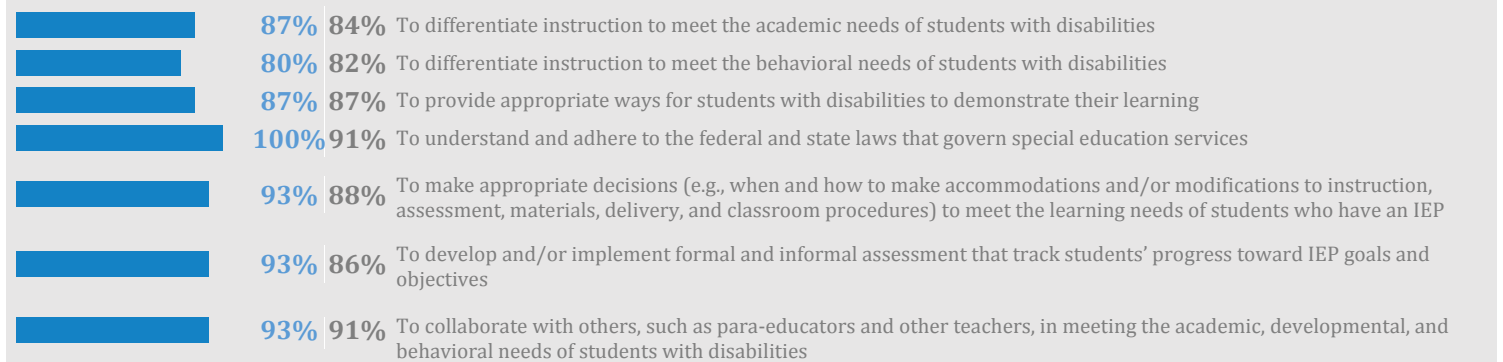 87% 84% To differentiate instruction to meet the academic needs of students with disabilities
80% 82% To differentiate instruction to meet the behavioral needs of students with disabilities
87% 87% To provide appropriate ways for students with disabilities to demonstrate their learning
100% 91% To understand and adhere to the federal and state laws that govern special education services
93% 88% To make appropriate decisions (e.g., when and how to make accommodations and/or modifications to instruction,
assessment, materials, delivery, and classroom procedures) to meet the learning needs of students who have an IEP
93% 86% To develop and/or implement formal and informal assessment that track students’ progress toward IEP goals and
objectives
93% 91% To collaborate with others, such as para-educators and other teachers, in meeting the academic, developmental, and
behavioral needs of students with disabilities